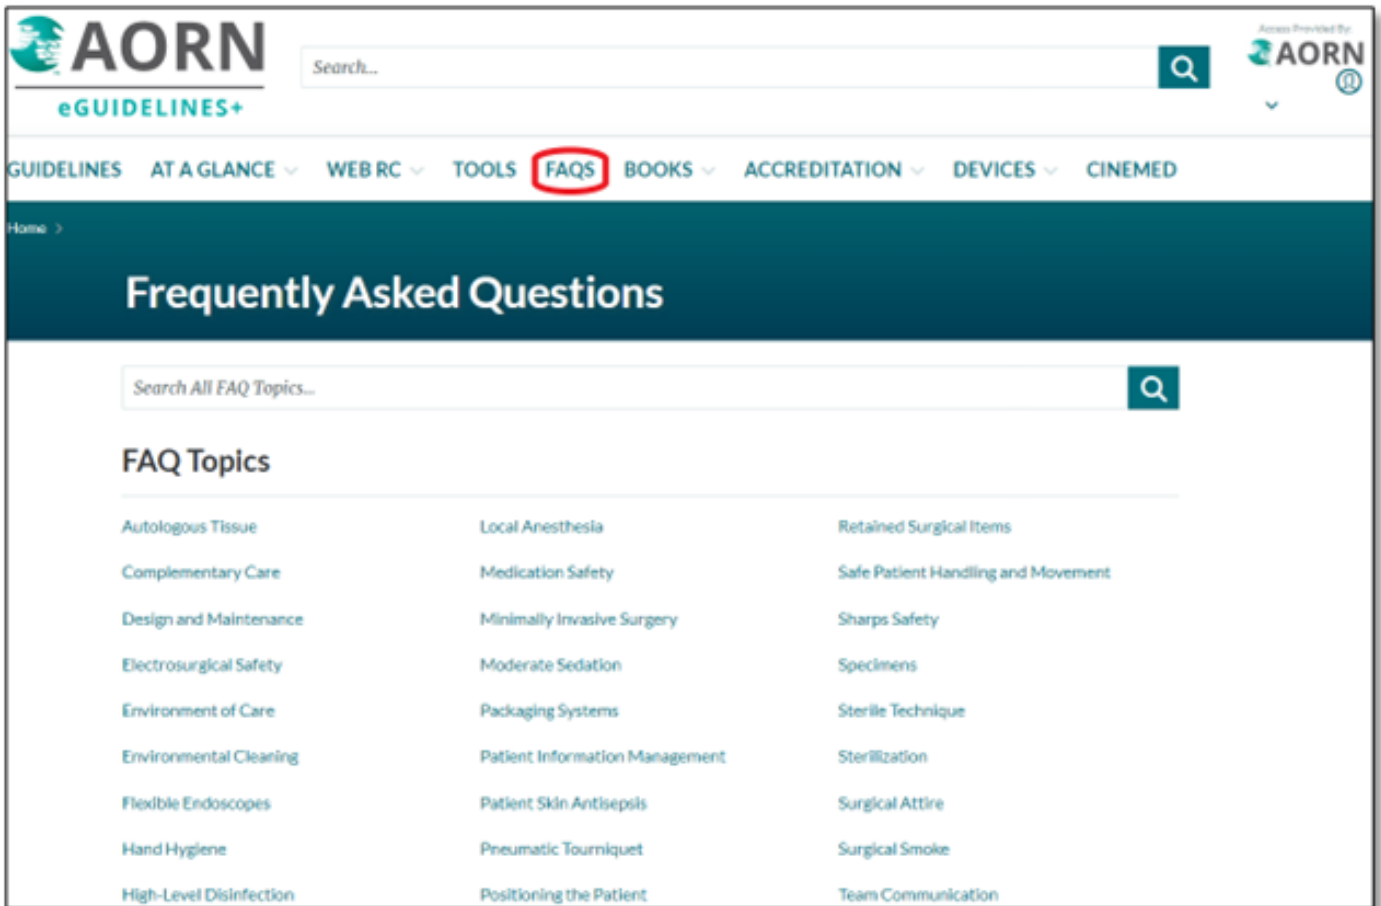 AORN
eGUIDELINES+
Search...
Access Provided By:
AORN
GUIDELINES AT A GLANCE WEB RC TOOLS FAQS BOOKS ACCREDITATION DEVICES CINEMED
Home >
Frequently Asked Questions
Search All FAQ Topics...
FAQ Topics
Autologous Tissue Local Anesthesia Retained Surgical Items
Complementary Care Medication Safety Safe Patient Handling and Movement
Design and Maintenance Minimally Invasive Surgery Sharps Safety
Electrosurgical Safety Moderate Sedation Specimens
Environment of Care Packaging Systems Sterile Technique
Environmental Cleaning Patient Information Management Sterilization
Flexible Endoscopes Patient Skin Antisepsis Surgical Attire
Hand Hygiene Pneumatic Tourniquet Surgical Smoke
High-Level Disinfection Positioning the Patient Team Communication